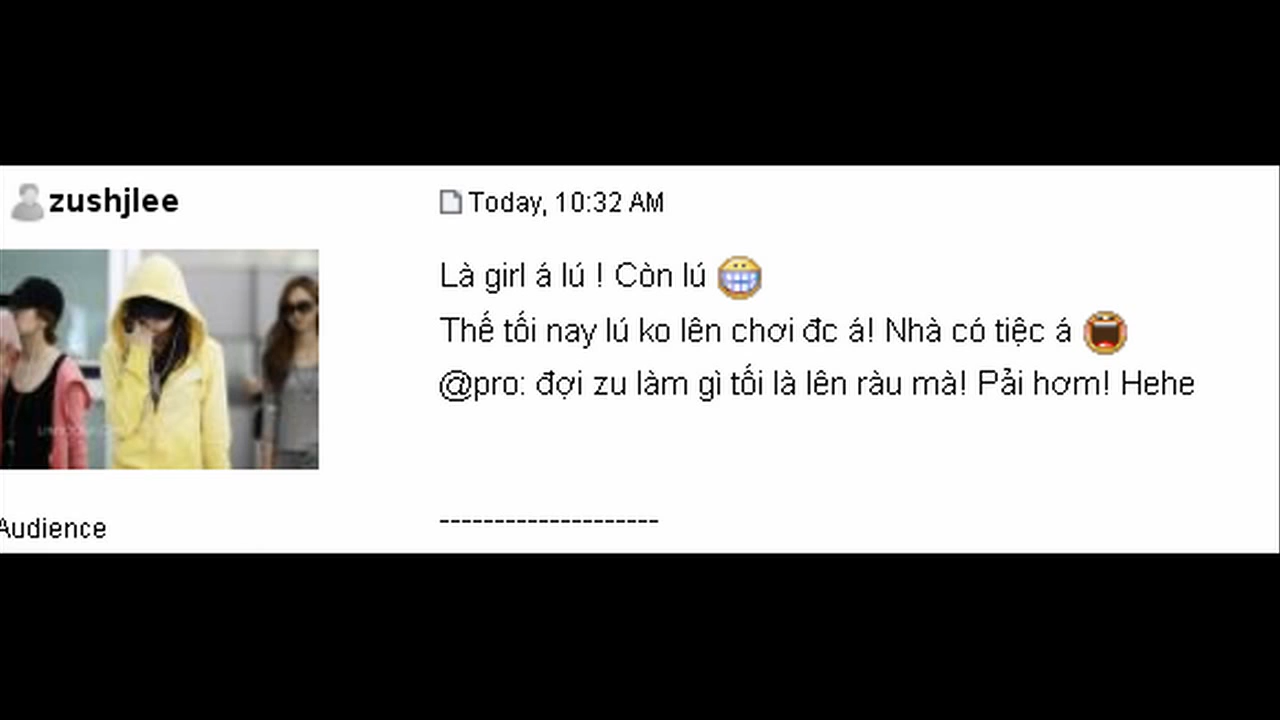 zushjlee
Today, 10:32 AM
Là girl á lú ! Còn lú
Thế tối nay lú ko lên chơi đc á! Nhà có tiệc á
@pro: đợi zu làm gì tối là lên ràu mà! Pải hơm! Hehe
--------------------
Audience